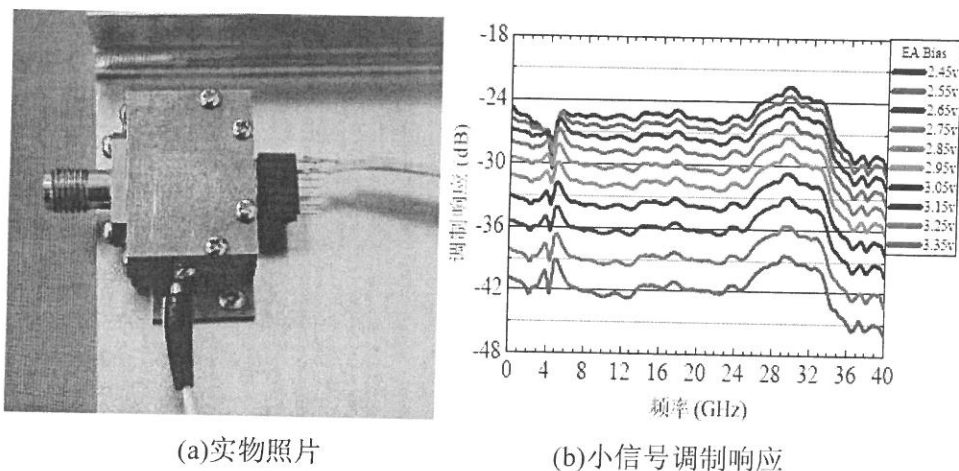 -18
-24
-30
-36
-42
-48
调制响应 (dB)
0 4 8 12 16 20 24 28 32 36 40
频率 (GHz)
EA Bias
2.45v
2.55v
2.65v
2.75v
2.85v
2.95v
3.05v
3.15v
3.25v
3.35v
(a)实物照片
(b)小信号调制响应